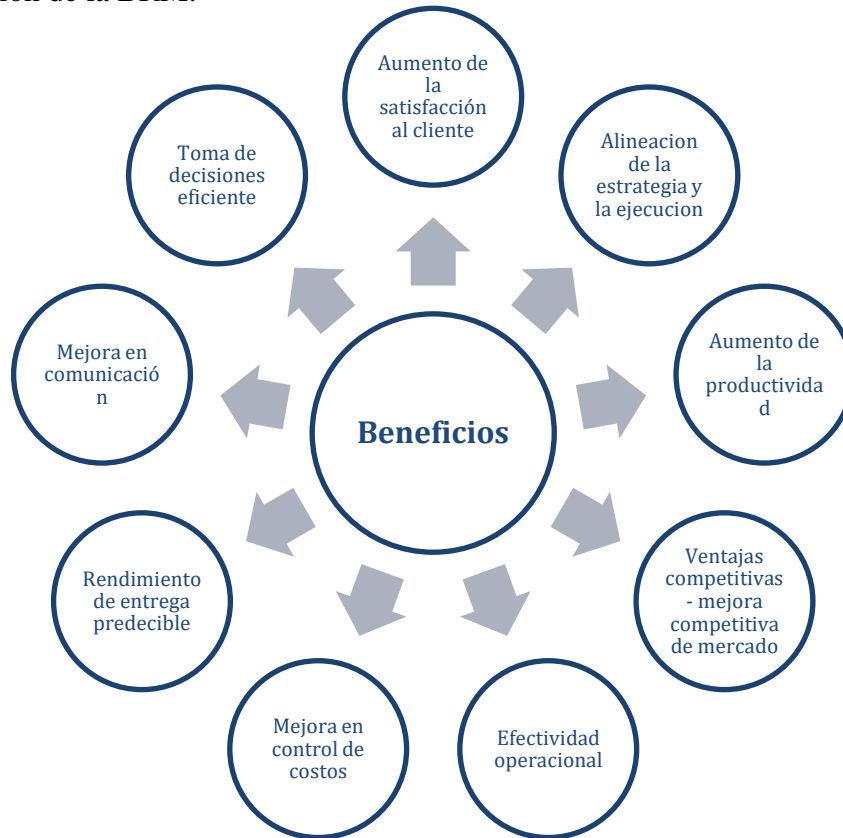 Aumento de
la
satisfacción
al cliente
Alineacion
de la
estrategia y
la ejecucion
Aumento de
la
productivida
d
Ventajas
competitivas
- mejora
competitiva
de mercado
Efectividad
operacional
Mejora en
control de
costos
Rendimiento
de entrega
predecible
Mejora en
comunicació
n
Toma de
decisiones
eficiente
Beneficios